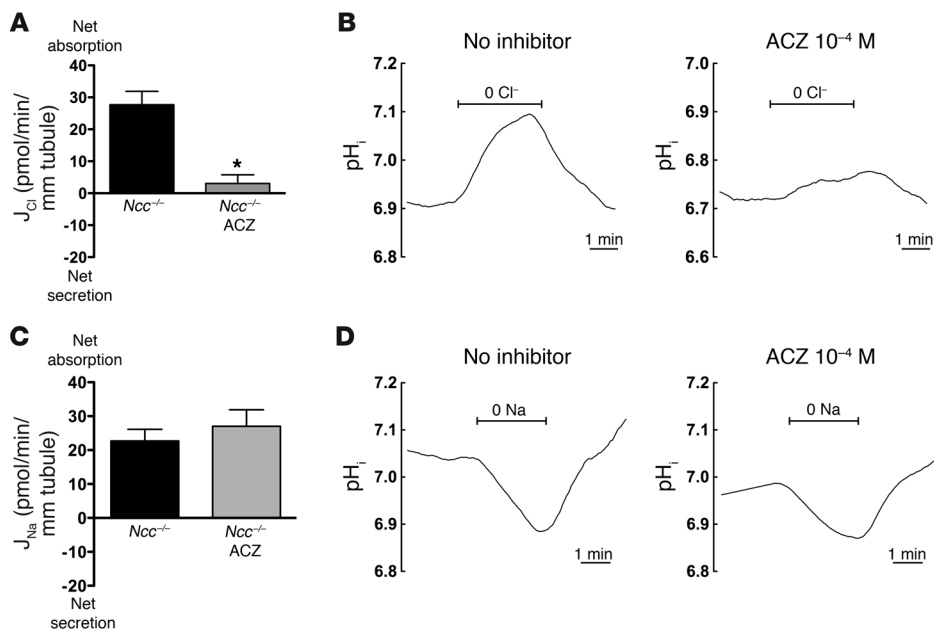 A
Net
absorption
J_Cl (pmol/min/
mm tubule)
40
30
20
10
0
-10
-20
*
Ncc–/–
Ncc–/–
ACZ
Net
secretion
B
No inhibitor
pHi
7.2
7.1
7.0
6.9
6.8
0 Cl–
1 min
ACZ 10–4 M
pHi
7.0
6.9
6.8
6.7
6.6
0 Cl–
1 min
C
Net
absorption
J_Na (pmol/min/
mm tubule)
40
30
20
10
0
-10
-20
Ncc–/–
Ncc–/–
ACZ
Net
secretion
D
No inhibitor
pHi
7.2
7.1
7.0
6.9
6.8
0 Na
1 min
ACZ 10–4 M
pHi
7.2
7.1
7.0
6.9
6.8
0 Na
1 min